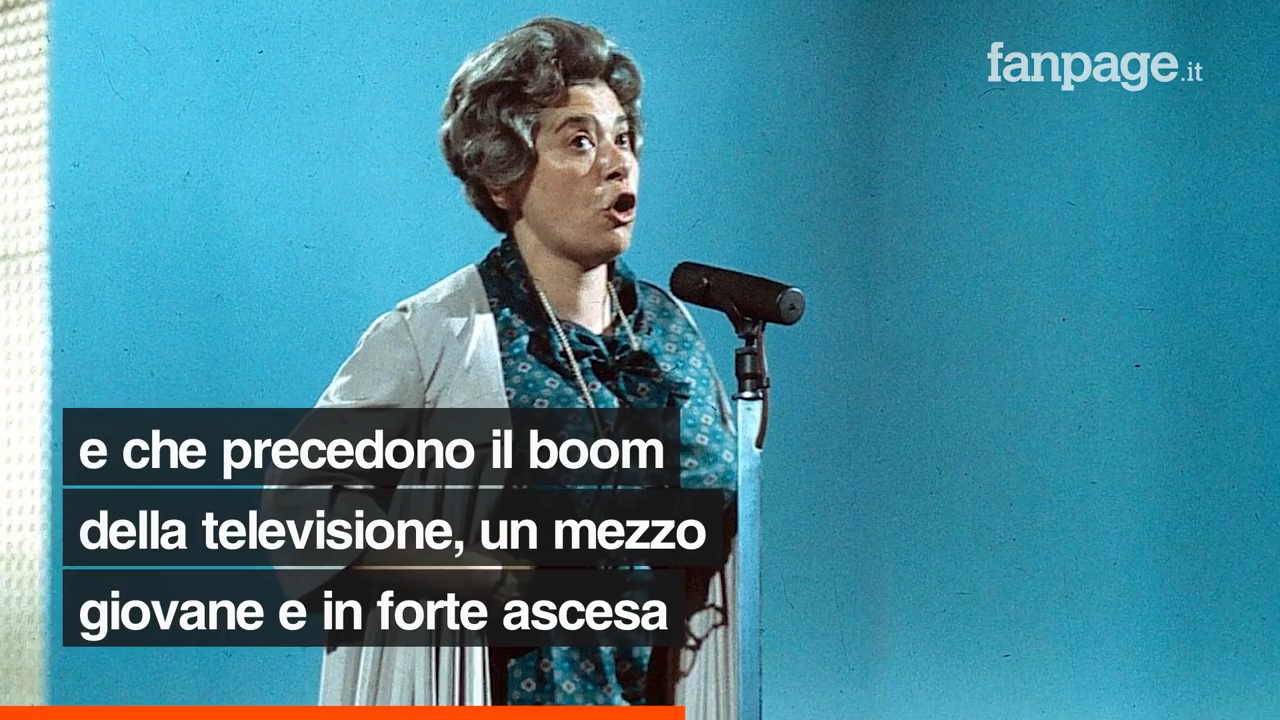 fanpage.it
e che precedono il boom
della televisione, un mezzo
giovane e in forte ascesa